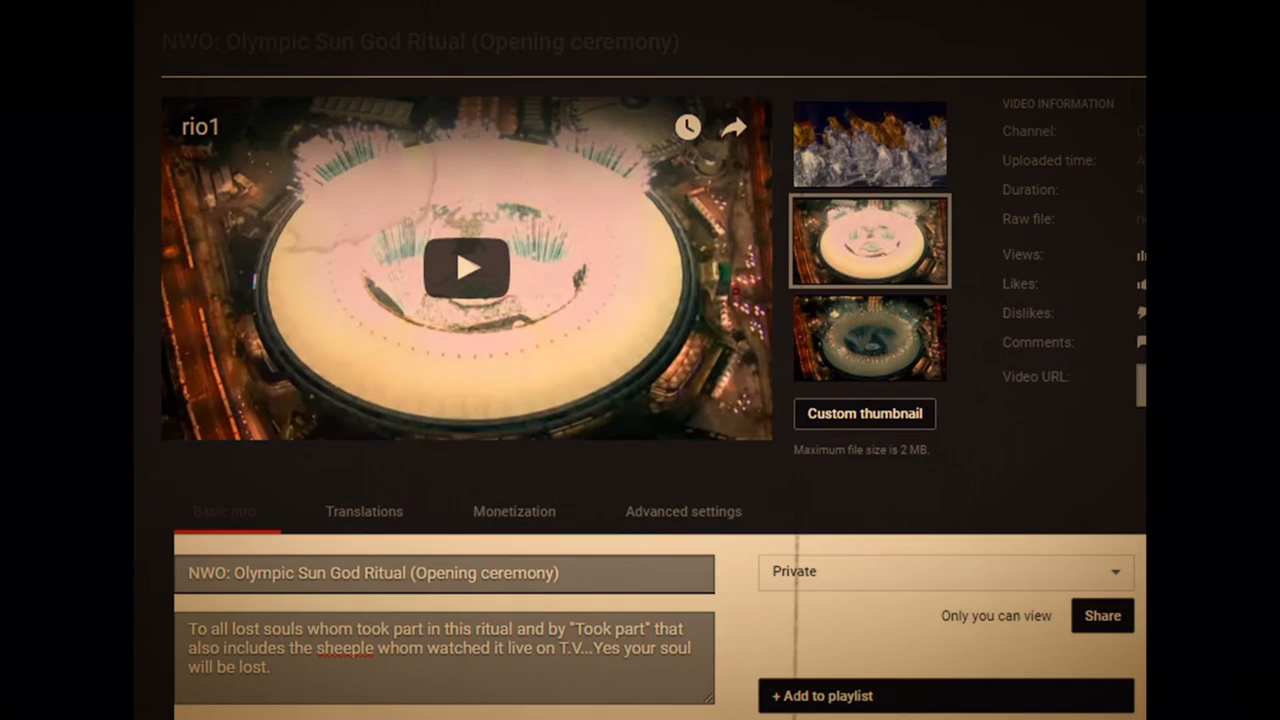 NWO: Olympic Sun God Ritual (Opening ceremony)
rio1
VIDEO INFORMATION
Channel:
Uploaded time:
Duration:
Raw file:
Views:
Likes:
Dislikes:
Comments:
Video URL:
Custom thumbnail
Maximum file size is 2 MB.
Basic info
Translations
Monetization
Advanced settings
NWO: Olympic Sun God Ritual (Opening ceremony)
Private
To all lost souls whom took part in this ritual and by "Took part" that
also includes the sheeple whom watched it live on T.V...Yes your soul
will be lost.
Only you can view
Share
+ Add to playlist